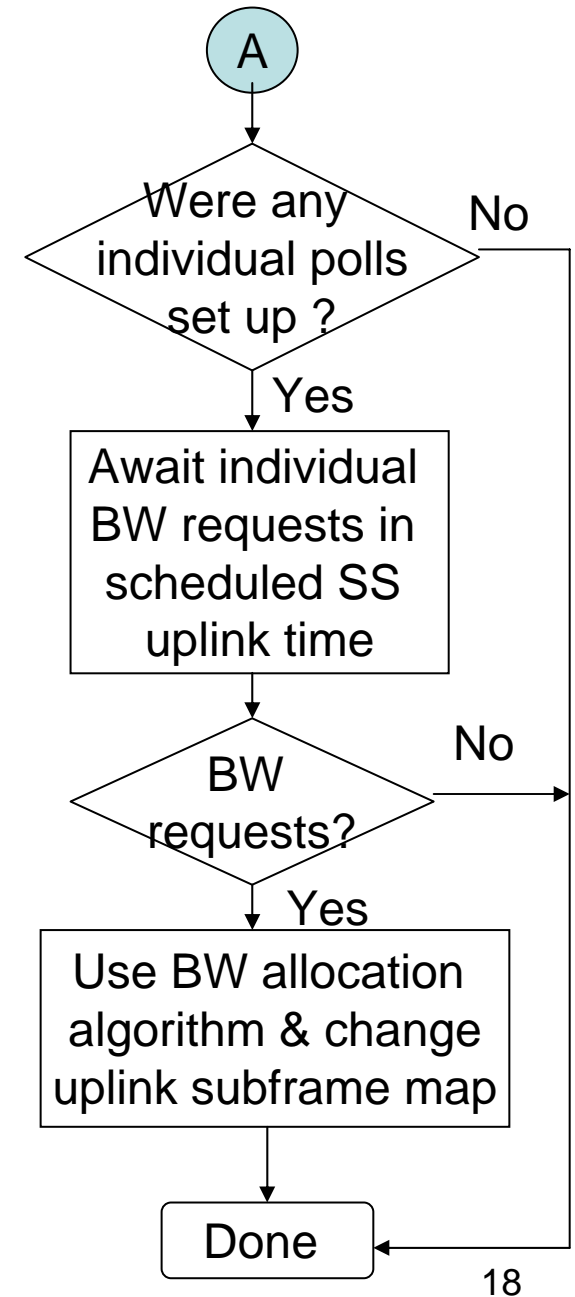 A
Were any
individual polls
set up ?
No
Yes
Await individual
BW requests in
scheduled SS
uplink time
No
BW
requests?
Yes
Use BW allocation
algorithm & change
uplink subframe map
Done
18